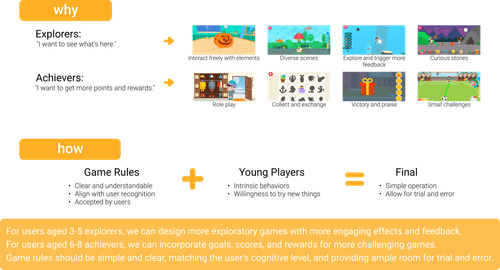 why
Explorers:
"I want to see what's here."
Interact freely with elements
Diverse scenes
Explore and trigger more
feedback
Curious stories
Achievers:
"I want to get more points and rewards."
Role play
Collect and exchange
Victory and praise
Small challenges
how
Game Rules
• Clear and understandable
• Align with user recognition
• Accepted by users
+
Young Players
• Intrinsic behaviors
• Willingness to try new things
=
Final
• Simple operation
• Allow for trial and error
For users aged 3-5 explorers, we can design more exploratory games with more engaging effects and feedback.
For users aged 6-8 achievers, we can incorporate goals, scores, and rewards for more challenging games.
Game rules should be simple and clear, matching the user's cognitive level, and providing ample room for trial and error.